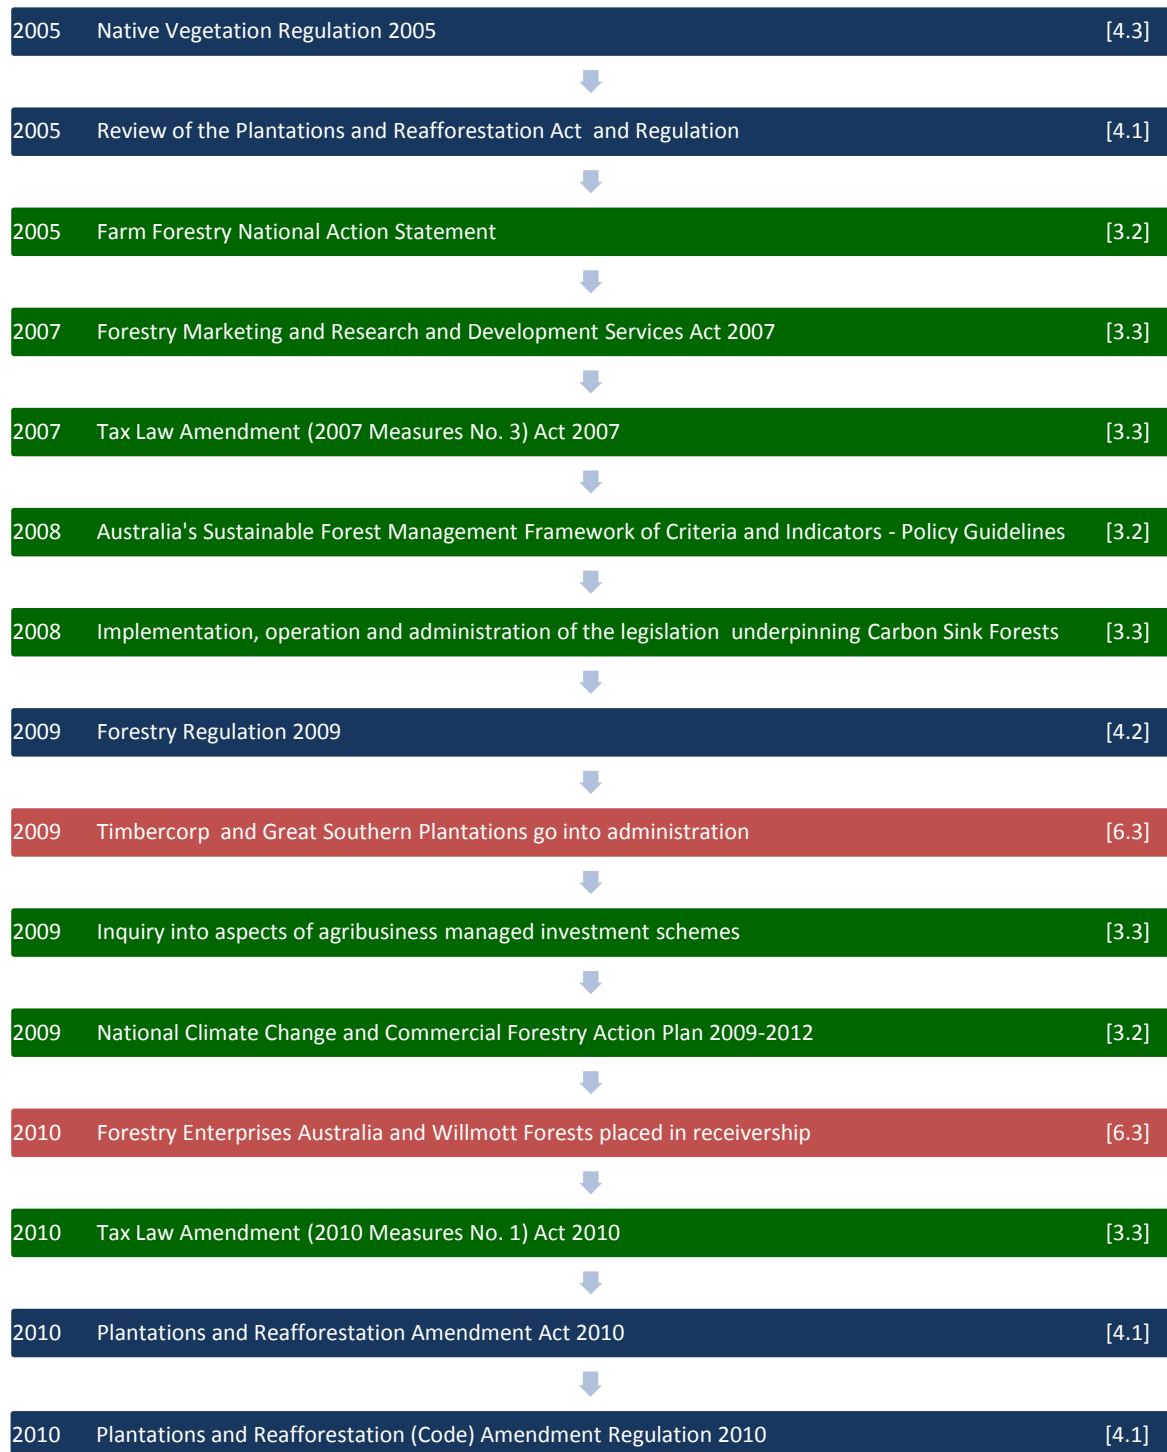 2005 Native Vegetation Regulation 2005 [4.3]
2005 Review of the Plantations and Reafforestation Act and Regulation [4.1]
2005 Farm Forestry National Action Statement [3.2]
2007 Forestry Marketing and Research and Development Services Act 2007 [3.3]
2007 Tax Law Amendment (2007 Measures No. 3) Act 2007 [3.3]
2008 Australia's Sustainable Forest Management Framework of Criteria and Indicators - Policy Guidelines [3.2]
2008 Implementation, operation and administration of the legislation underpinning Carbon Sink Forests [3.3]
2009 Forestry Regulation 2009 [4.2]
2009 Timbercorp and Great Southern Plantations go into administration [6.3]
2009 Inquiry into aspects of agribusiness managed investment schemes [3.3]
2009 National Climate Change and Commercial Forestry Action Plan 2009-2012 [3.2]
2010 Forestry Enterprises Australia and Willmott Forests placed in receivership [6.3]
2010 Tax Law Amendment (2010 Measures No. 1) Act 2010 [3.3]
2010 Plantations and Reafforestation Amendment Act 2010 [4.1]
2010 Plantations and Reafforestation (Code) Amendment Regulation 2010 [4.1]